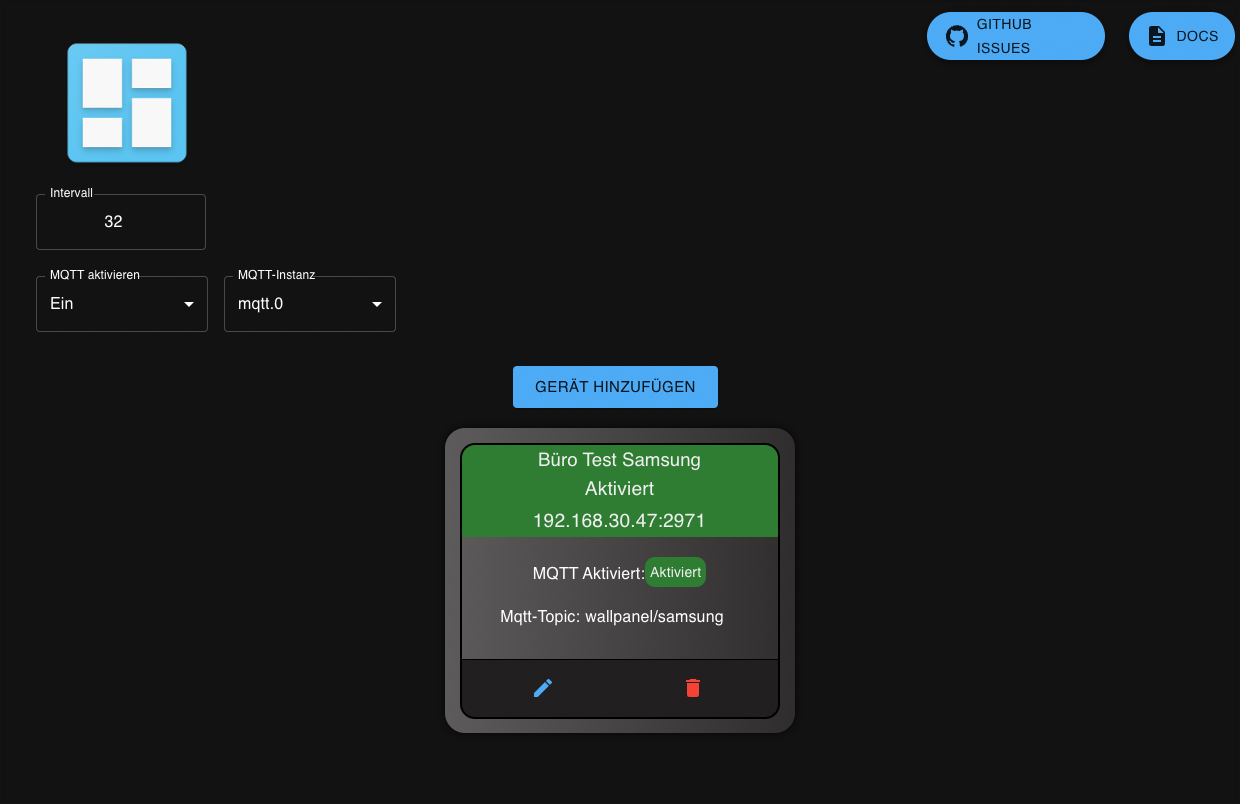 GITHUB
ISSUES
DOCS
Intervall
32
MQTT aktivieren
Ein
MQTT-Instanz
mqtt.0
GERÄT HINZUFÜGEN
Büro Test Samsung
Aktiviert
192.168.30.47:2971
MQTT Aktiviert: Aktiviert
Mqtt-Topic: wallpanel/samsung